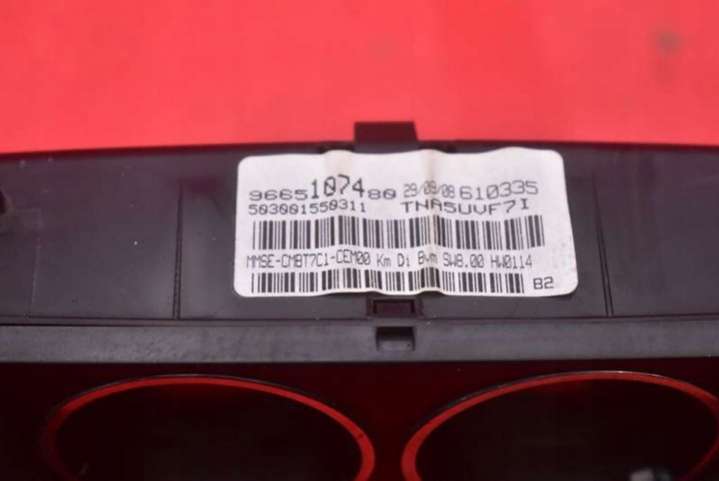 9665107480 29/09/08 610335
503001550311 TNA5UVF7I
MMSE-CMBT7C1-CEM00 Km Di Bvm SW8.00 HW0114
B2